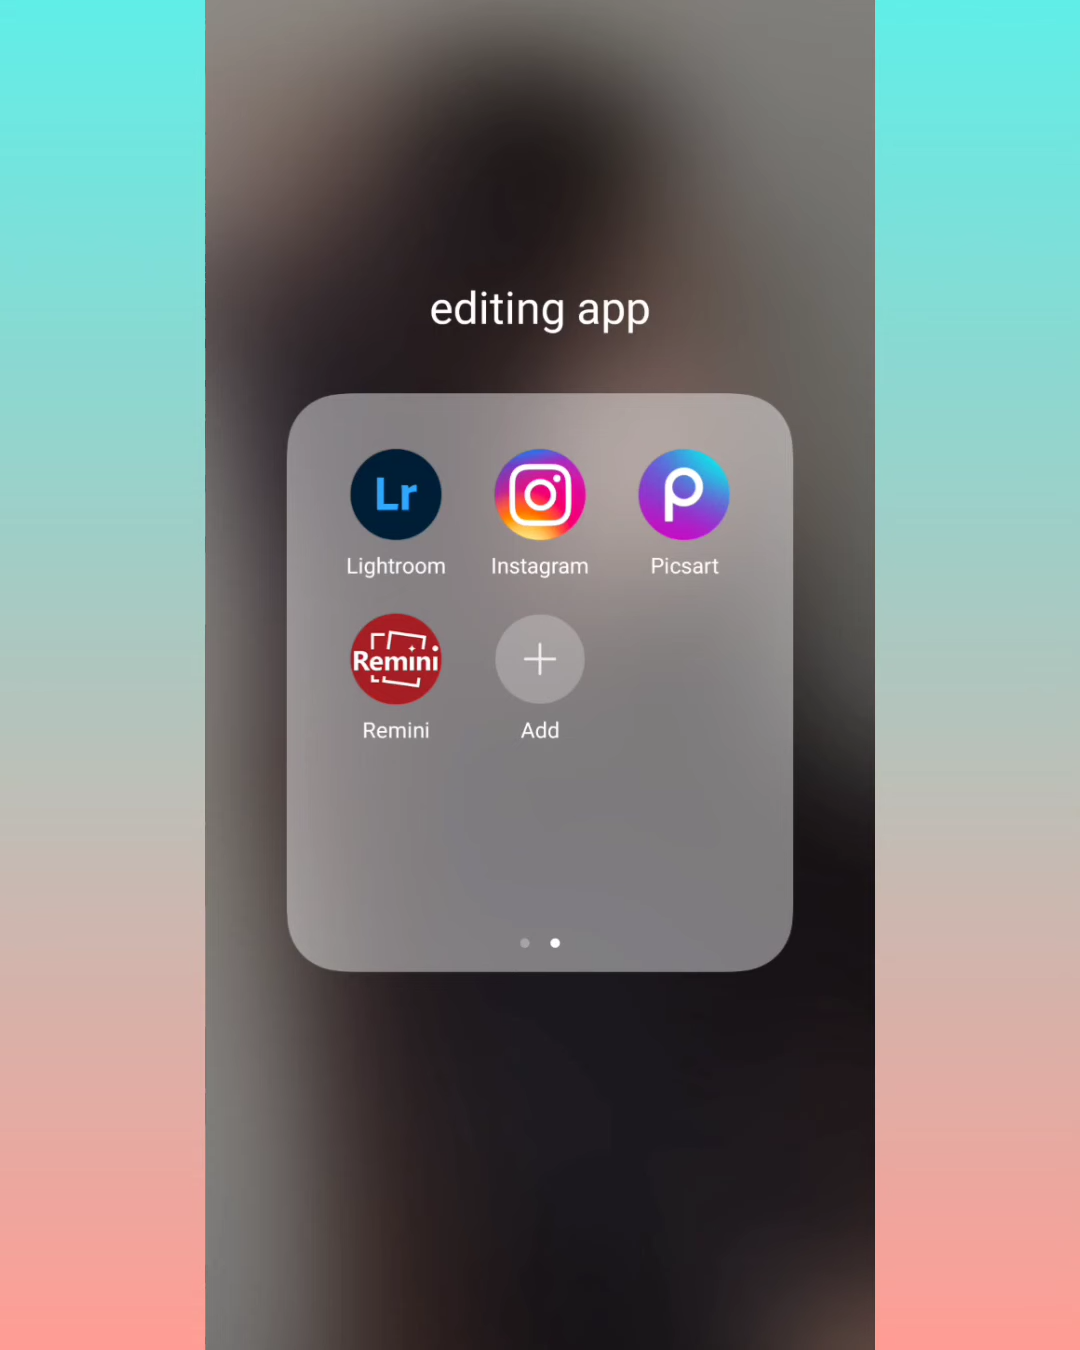 editing app
Lr
Lightroom
Instagram
Picsart
Remini
Remini
Add